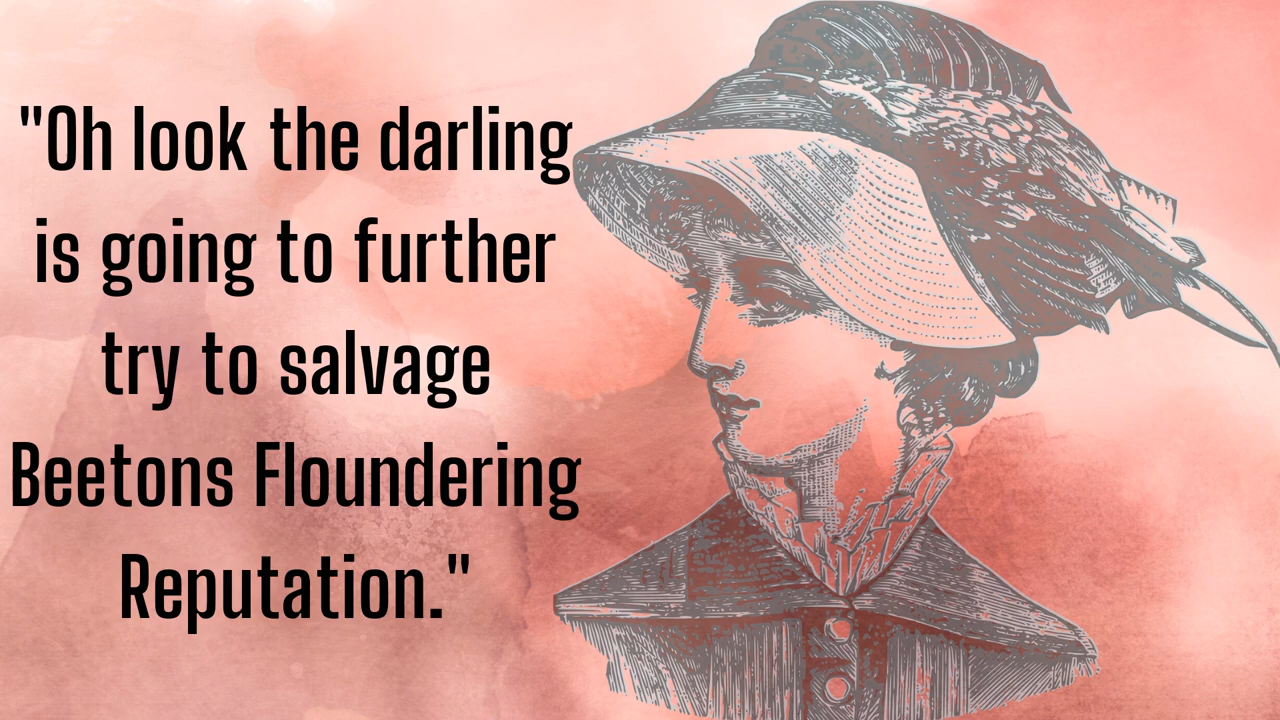 "Oh look the darling
is going to further
try to salvage
Beetons Floundering
Reputation."